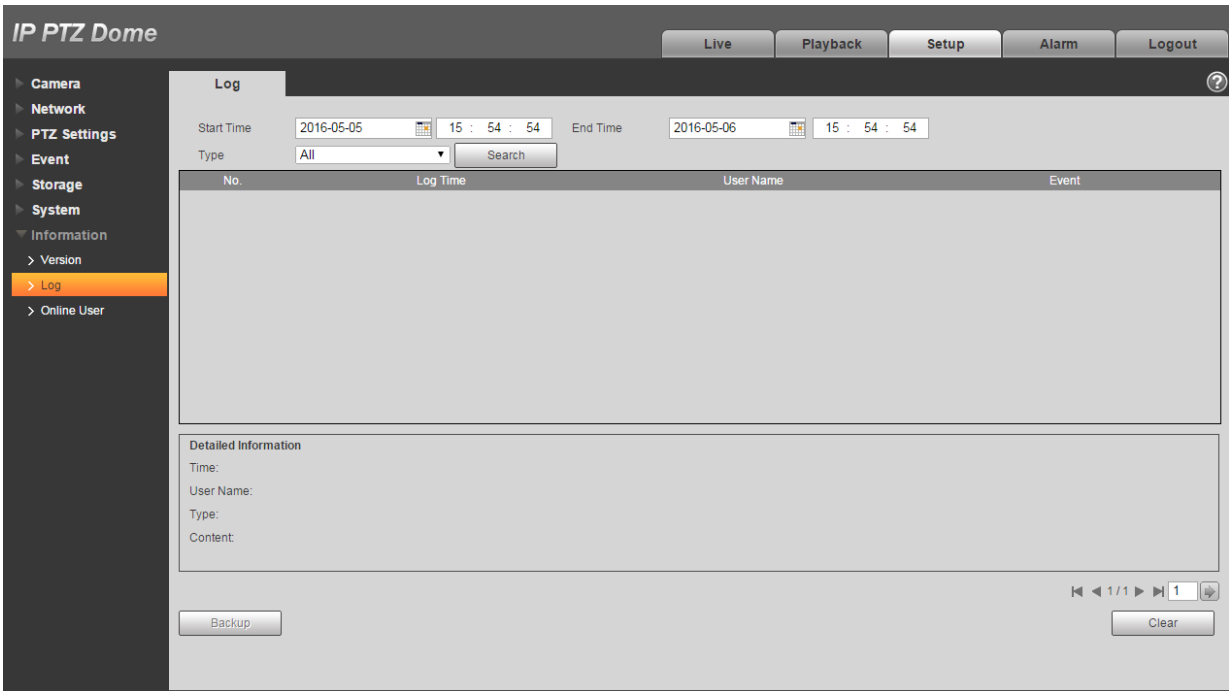 IP PTZ Dome
Live Playback Setup Alarm Logout
Camera
Network
PTZ Settings
Event
Storage
System
Information
Version
Log
Online User
Log
?
Start Time 2016-05-05 15 : 54 : 54 End Time 2016-05-06 15 : 54 : 54
Type All Search
No. Log Time User Name Event
Detailed Information
Time:
User Name:
Type:
Content:
1/1 1
Backup Clear